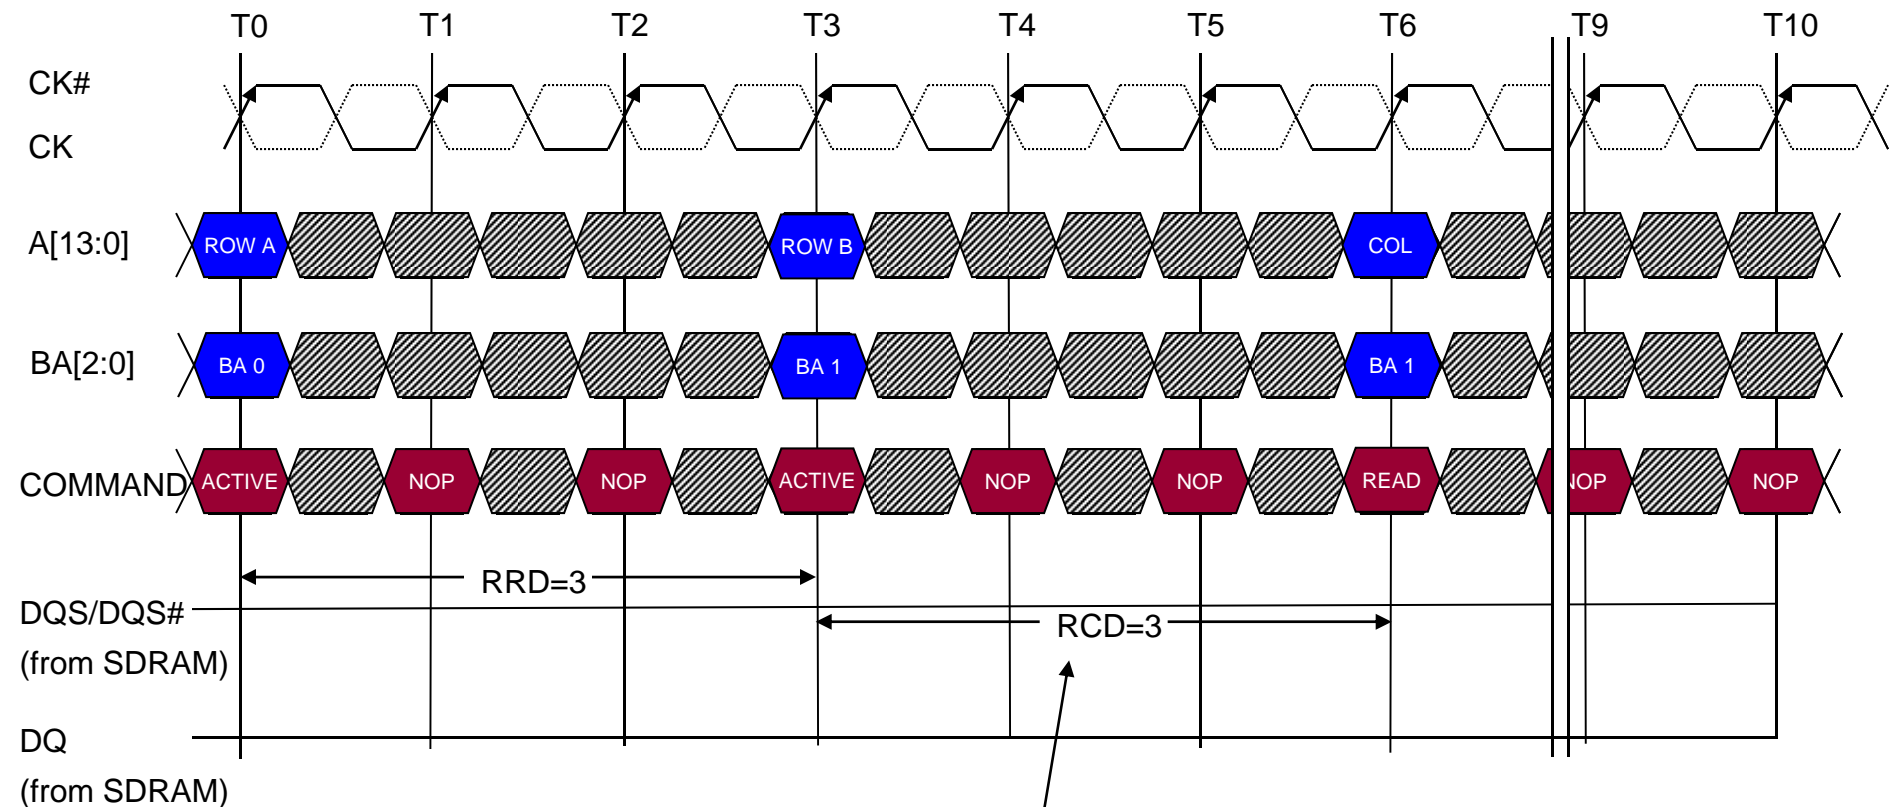 T0 T1 T2 T3 T4 T5 T6 T9 T10
CK#
CK
A[13:0] ROW A ROW B COL
BA[2:0] BA 0 BA 1 BA 1
COMMAND ACTIVE NOP NOP ACTIVE NOP NOP READ NOP NOP
RRD=3
DQS/DQS#
RCD=3
(from SDRAM)
DQ
(from SDRAM)